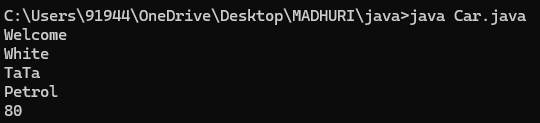 C:\Users\91944\OneDrive\Desktop\MADHURI\java>java Car.java
Welcome
White
TaTa
Petrol
80